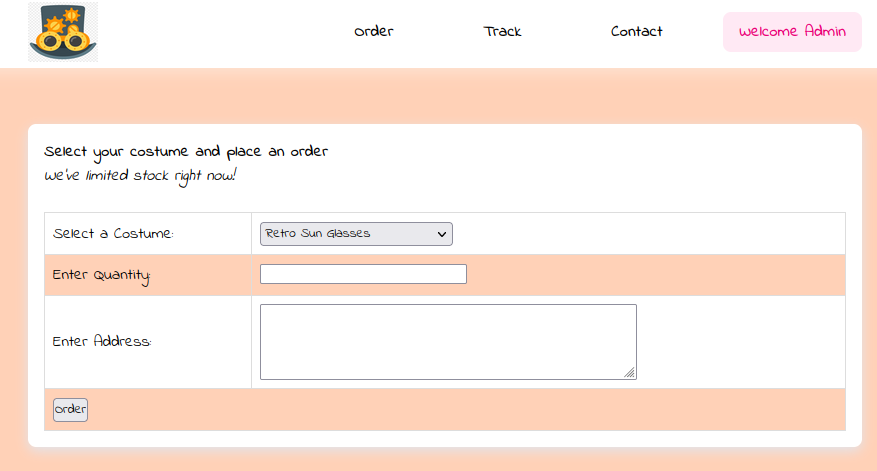 Order Track Contact Welcome Admin
Select your costume and place an order
We've limited stock right now!
Select a Costume: Retro Sun Glasses
Enter Quantity:
Enter Address:
Order